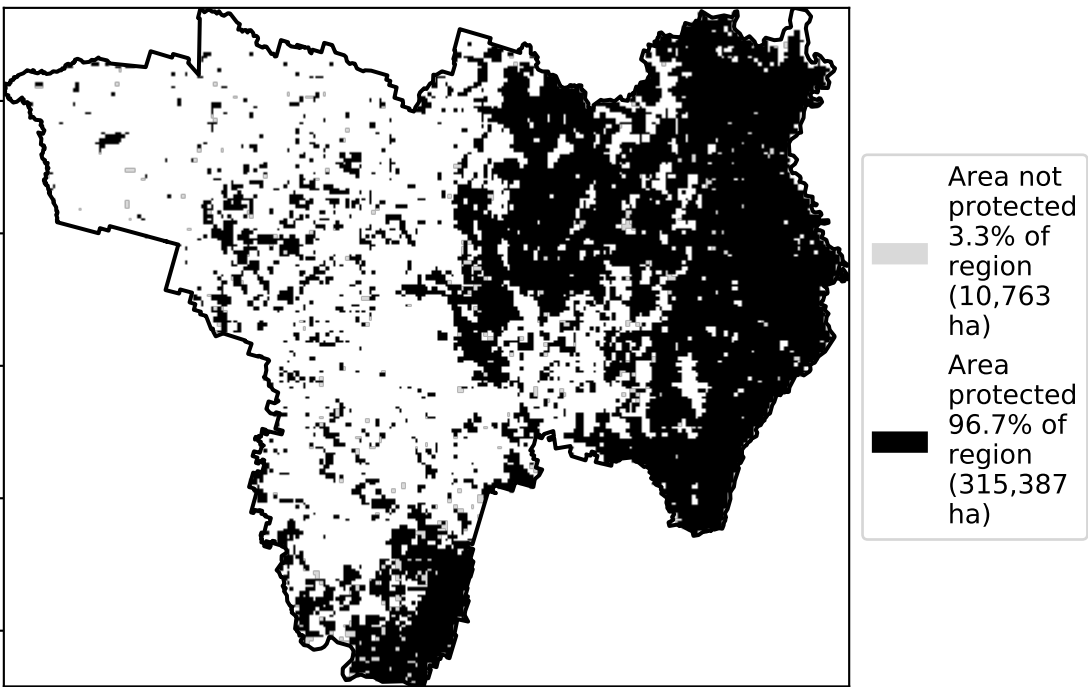 Area not
protected
3.3% of
region
(10,763
ha)
Area
protected
96.7% of
region
(315,387
ha)